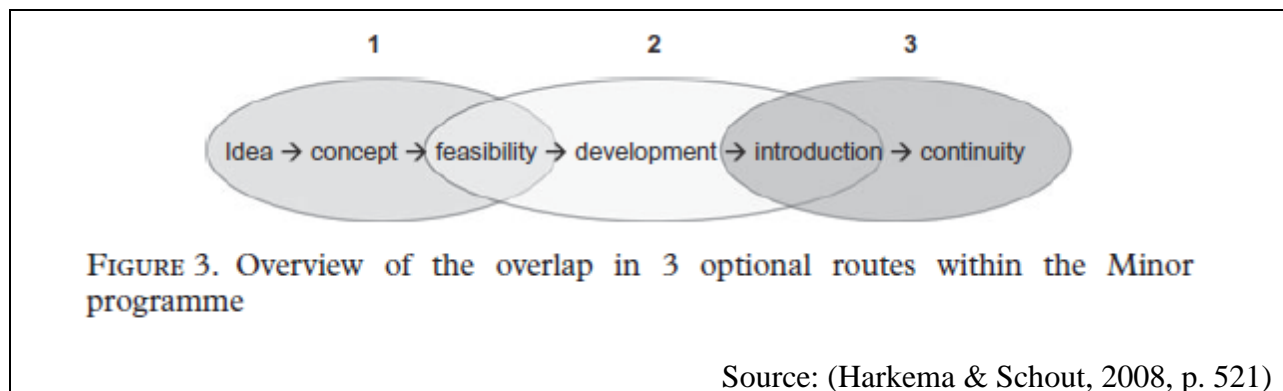 1 2 3
Idea → concept → feasibility → development → introduction → continuity
FIGURE 3. Overview of the overlap in 3 optional routes within the Minor
programme
Source: (Harkema & Schout, 2008, p. 521)